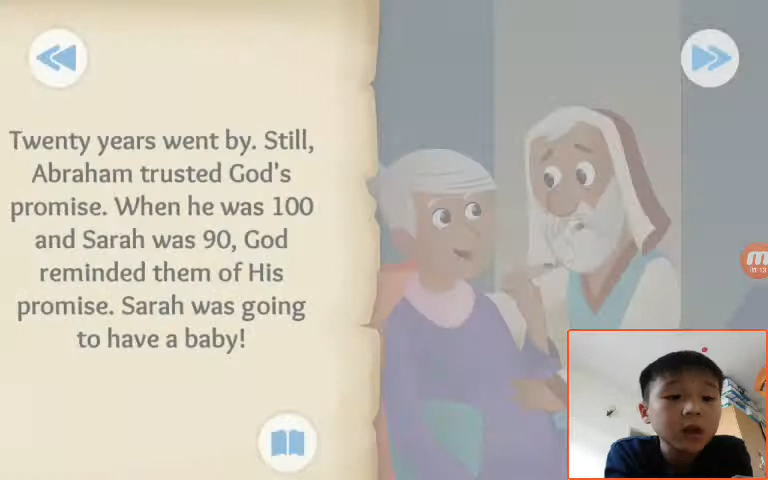 Twenty years went by. Still,
Abraham trusted God's
promise. When he was 100
and Sarah was 90, God
reminded them of His
promise. Sarah was going
to have a baby!